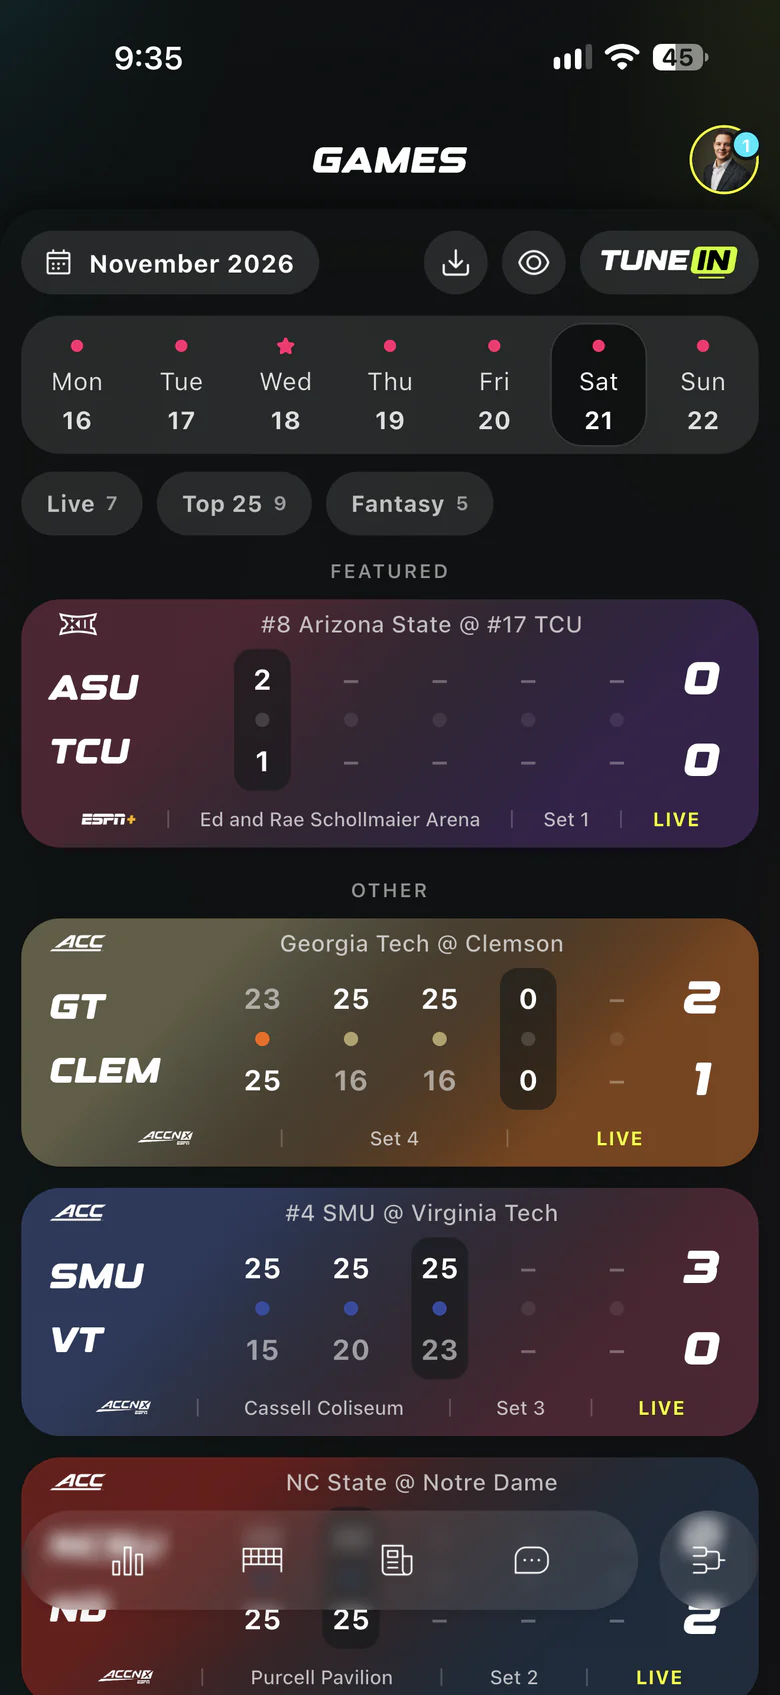 9:35
45
GAMES
1
November 2026
TUNE IN
Mon Tue Wed Thu Fri Sat Sun
16 17 18 19 20 21 22
Live 7 Top 25 9 Fantasy 5
FEATURED
XII #8 Arizona State @ #17 TCU
ASU 2 – – – – 0
TCU 1 – – – – 0
ESPN+ Ed and Rae Schollmaier Arena Set 1 LIVE
OTHER
ACC Georgia Tech @ Clemson
GT 23 25 25 0 – 2
CLEM 25 16 16 0 – 1
ACCNX ESPN Set 4 LIVE
ACC #4 SMU @ Virginia Tech
SMU 25 25 25 – – 3
VT 15 20 23 – – 0
ACCNX ESPN Cassell Coliseum Set 3 LIVE
ACC NC State @ Notre Dame
ND 25 25 – – – 2
ACCNX ESPN Purcell Pavilion Set 2 LIVE